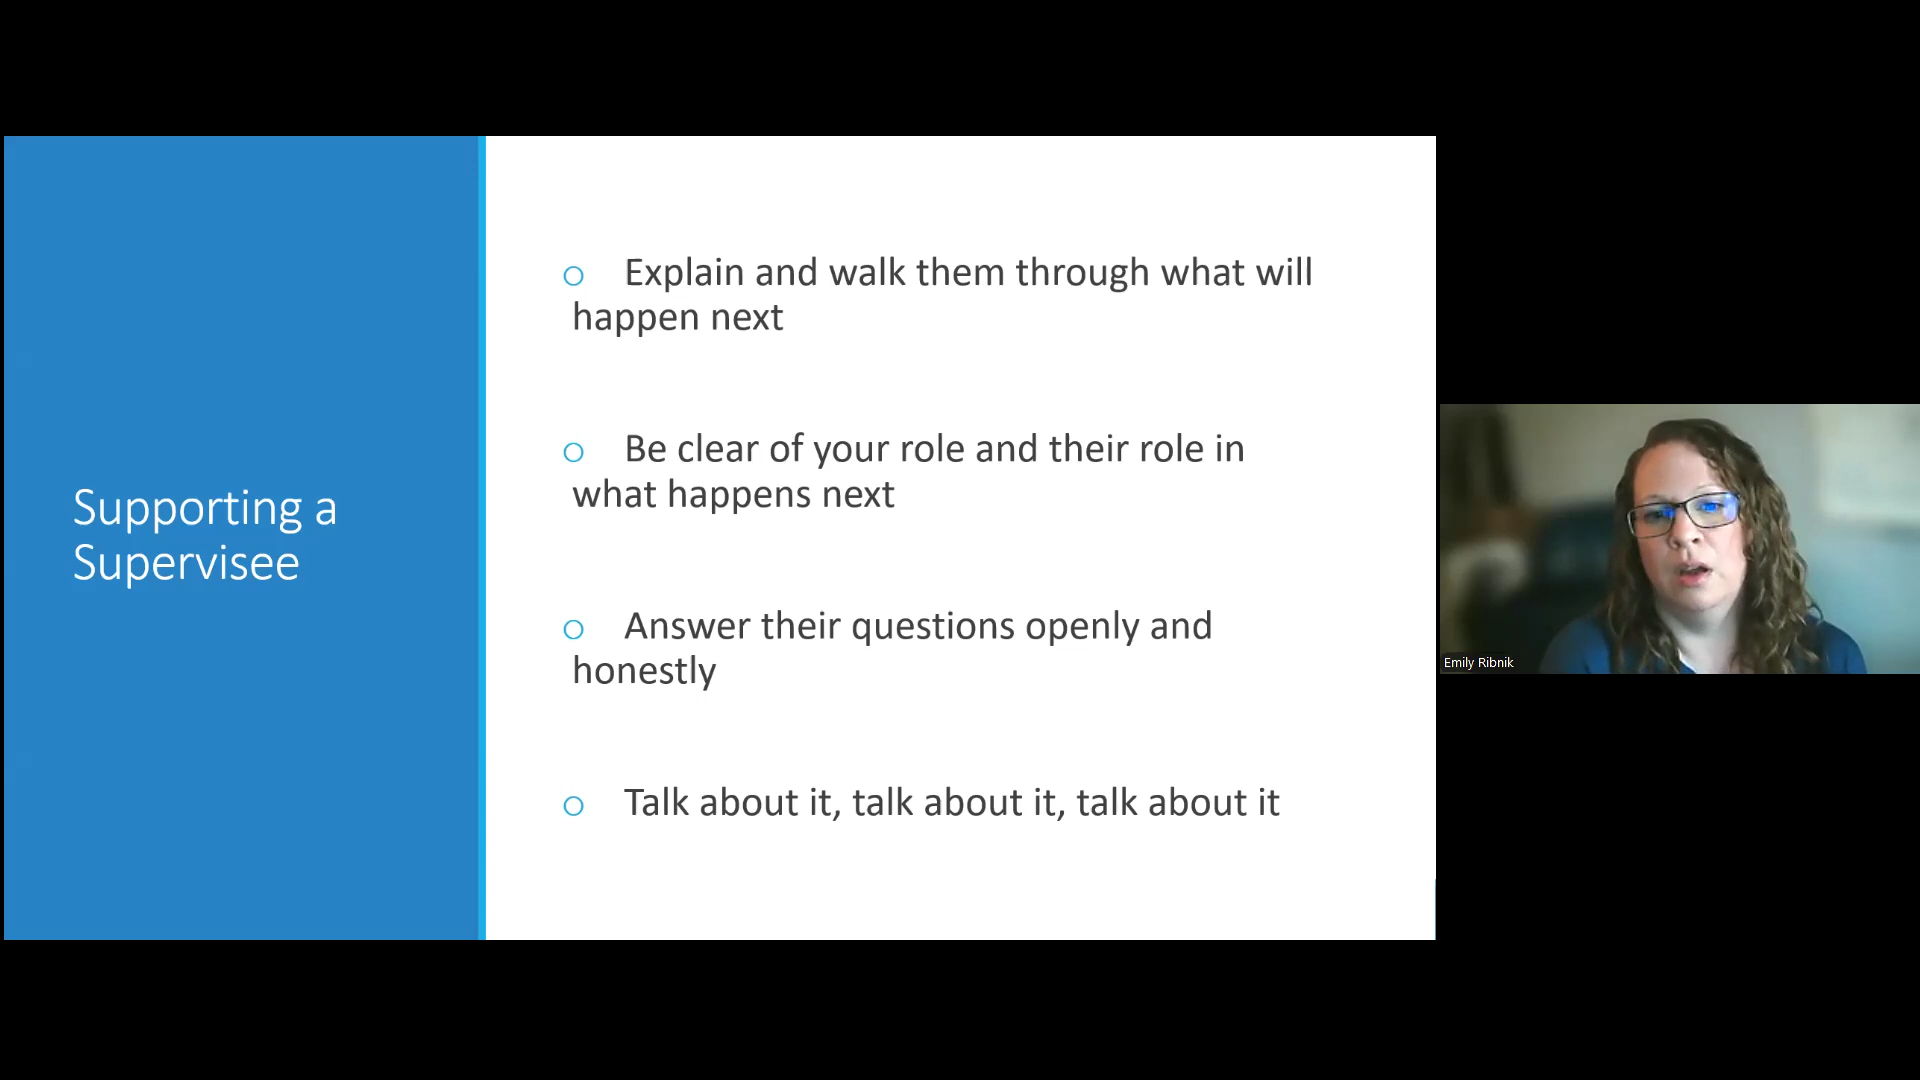 Supporting a
Supervisee
o Explain and walk them through what will
happen next
o Be clear of your role and their role in
what happens next
o Answer their questions openly and
honestly
o Talk about it, talk about it, talk about it
Emily Ribnik